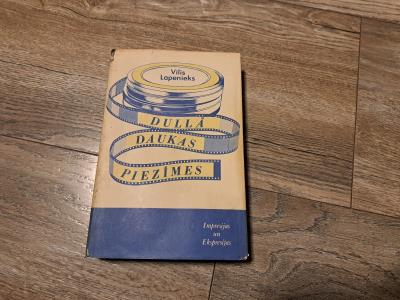 Vilis
Lapenieks
DULLĀ
DAUKAS
PIEZĪMES
Impresijas
un
Ekspresijas